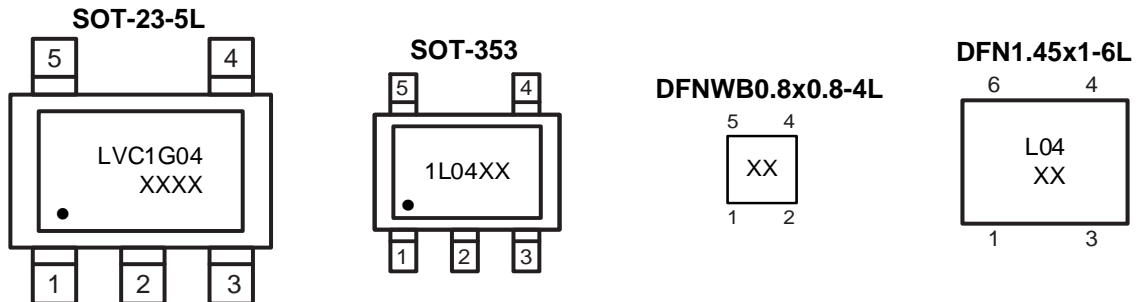 SOT-23-5L
5 4
LVC1G04
XXXX
1 2 3
SOT-353
5 4
1L04XX
1 2 3
DFNWB0.8x0.8-4L
5 4
XX
1 2
DFN1.45x1-6L
6 4
L04
XX
1 3